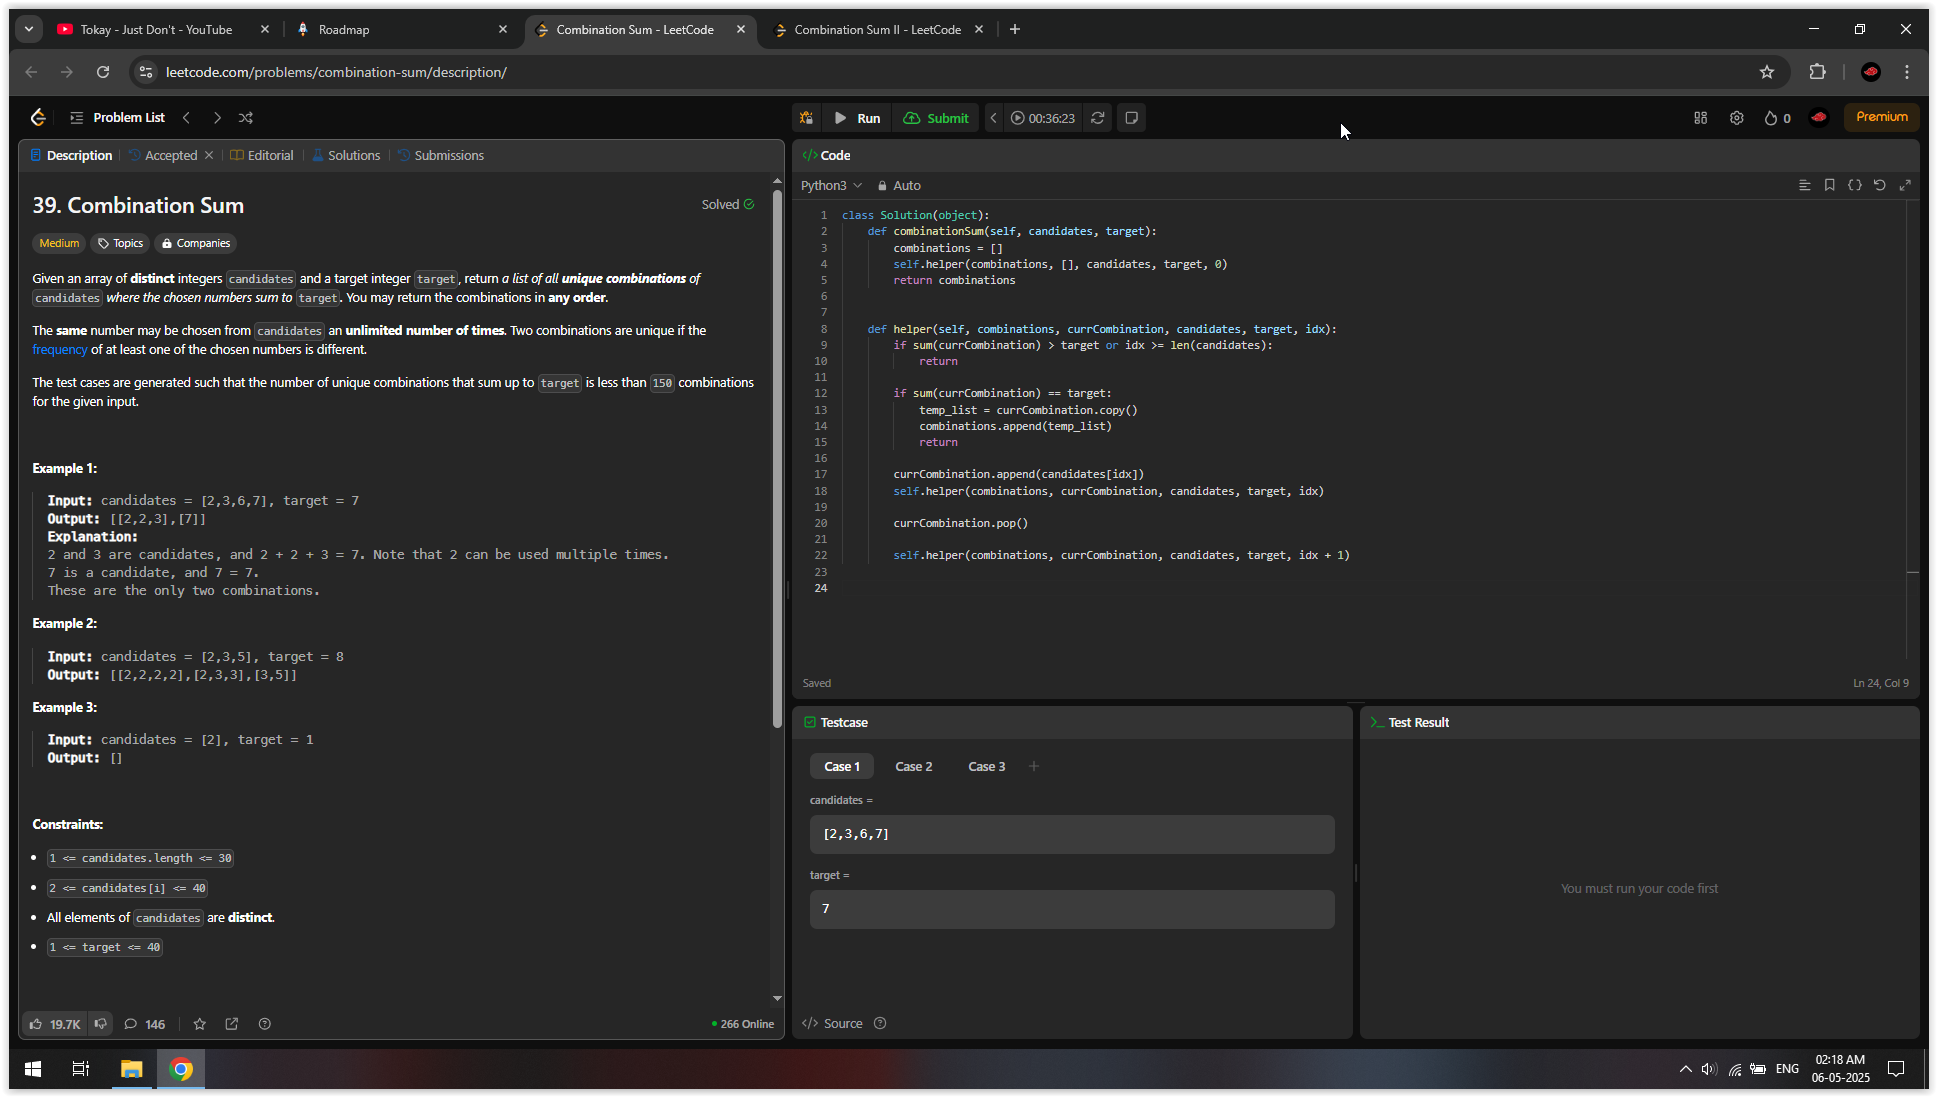 Tokay - Just Don't - YouTube
Roadmap
Combination Sum - LeetCode
Combination Sum II - LeetCode
leetcode.com/problems/combination-sum/description/
Problem List
Run
Submit
00:36:23
0
Premium
Description
Accepted
Editorial
Solutions
Submissions
39. Combination Sum
Solved
Medium
Topics
Companies
Given an array of distinct integers candidates and a target integer target, return a list of all unique combinations of
candidates where the chosen numbers sum to target. You may return the combinations in any order.
The same number may be chosen from candidates an unlimited number of times. Two combinations are unique if the
frequency of at least one of the chosen numbers is different.
The test cases are generated such that the number of unique combinations that sum up to target is less than 150 combinations
for the given input.
Example 1:
Input: candidates = [2,3,6,7], target = 7
Output: [[2,2,3],[7]]
Explanation:
2 and 3 are candidates, and 2 + 2 + 3 = 7. Note that 2 can be used multiple times.
7 is a candidate, and 7 = 7.
These are the only two combinations.
Example 2:
Input: candidates = [2,3,5], target = 8
Output: [[2,2,2,2],[2,3,3],[3,5]]
Example 3:
Input: candidates = [2], target = 1
Output: []
Constraints:
1 <= candidates.length <= 30
2 <= candidates[i] <= 40
All elements of candidates are distinct.
1 <= target <= 40
19.7K
146
266 Online
Code
Python3
Auto
1 class Solution(object):
2 def combinationSum(self, candidates, target):
3 combinations = []
4 self.helper(combinations, [], candidates, target, 0)
5 return combinations
6
7
8 def helper(self, combinations, currCombination, candidates, target, idx):
9 if sum(currCombination) > target or idx >= len(candidates):
10 return
11
12 if sum(currCombination) == target:
13 temp_list = currCombination.copy()
14 combinations.append(temp_list)
15 return
16
17 currCombination.append(candidates[idx])
18 self.helper(combinations, currCombination, candidates, target, idx)
19
20 currCombination.pop()
21
22 self.helper(combinations, currCombination, candidates, target, idx + 1)
23
24
Saved
Ln 24, Col 9
Testcase
Case 1
Case 2
Case 3
candidates =
[2,3,6,7]
target =
7
Source
Test Result
You must run your code first
ENG
02:18 AM
06-05-2025